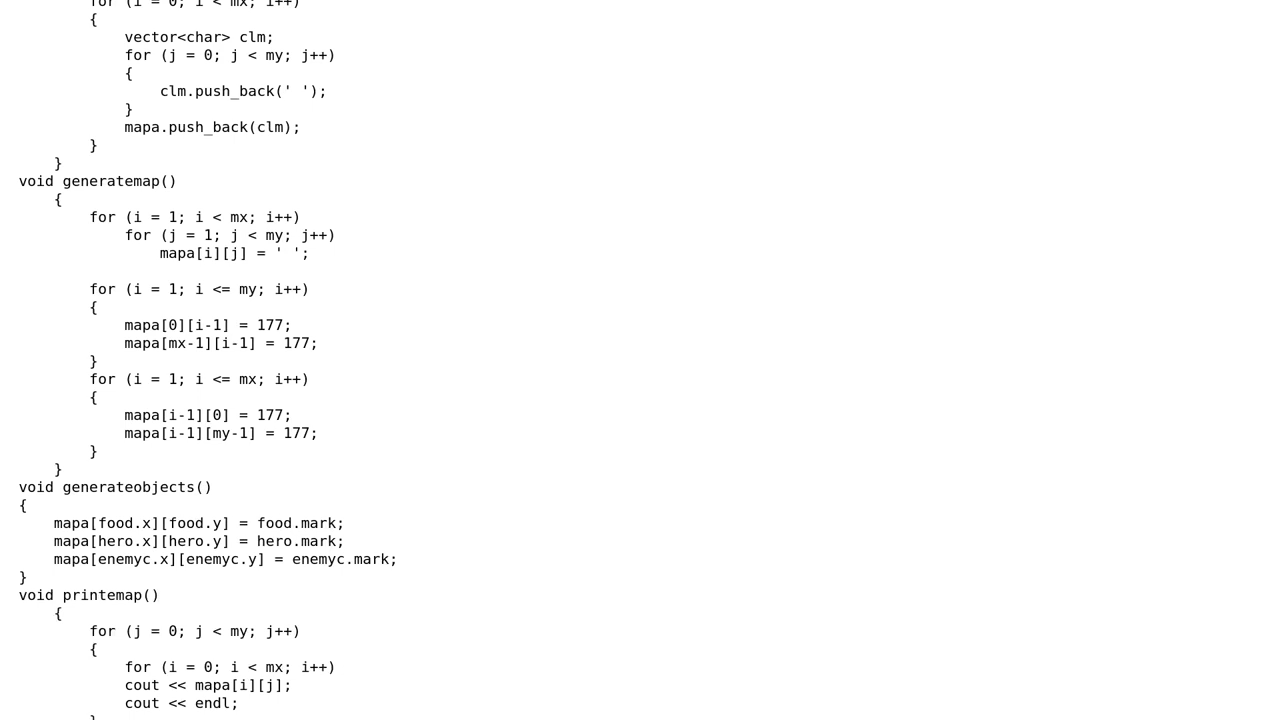 for (i = 0; i < mx; i++)
        {
            vector<char> clm;
            for (j = 0; j < my; j++)
            {
                clm.push_back(' ');
            }
            mapa.push_back(clm);
        }
    }
void generatemap()
    {
        for (i = 1; i < mx; i++)
            for (j = 1; j < my; j++)
                mapa[i][j] = ' ';

        for (i = 1; i <= my; i++)
        {
            mapa[0][i-1] = 177;
            mapa[mx-1][i-1] = 177;
        }
        for (i = 1; i <= mx; i++)
        {
            mapa[i-1][0] = 177;
            mapa[i-1][my-1] = 177;
        }
    }
void generateobjects()
{
    mapa[food.x][food.y] = food.mark;
    mapa[hero.x][hero.y] = hero.mark;
    mapa[enemyc.x][enemyc.y] = enemyc.mark;
}
void printemap()
    {
        for (j = 0; j < my; j++)
        {
            for (i = 0; i < mx; i++)
            cout << mapa[i][j];
            cout << endl;
        }